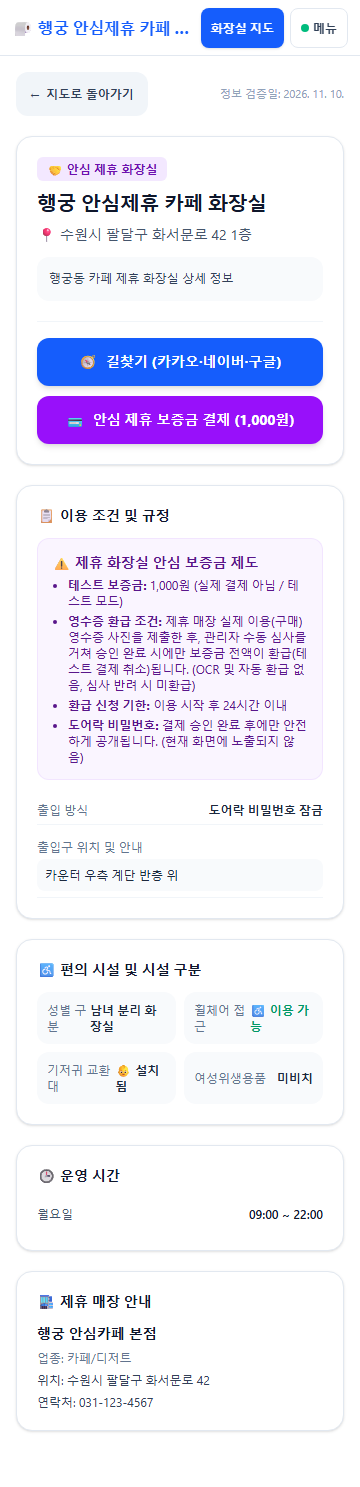 행궁 안심제휴 카페 ...
화장실 지도
메뉴
← 지도로 돌아가기
정보 검증일: 2026. 11. 10.
안심 제휴 화장실
행궁 안심제휴 카페 화장실
수원시 팔달구 화서문로 42 1층
행궁동 카페 제휴 화장실 상세 정보
길찾기 (카카오·네이버·구글)
안심 제휴 보증금 결제 (1,000원)
이용 조건 및 규정
제휴 화장실 안심 보증금 제도
• 테스트 보증금: 1,000원 (실제 결제 아님 / 테
스트 모드)
• 영수증 환급 조건: 제휴 매장 실제 이용(구매)
영수증 사진을 제출한 후, 관리자 수동 심사를
거쳐 승인 완료 시에만 보증금 전액이 환급(테
스트 결제 취소)됩니다. (OCR 및 자동 환급 없
음, 심사 반려 시 미환급)
• 환급 신청 기한: 이용 시작 후 24시간 이내
• 도어락 비밀번호: 결제 승인 완료 후에만 안전
하게 공개됩니다. (현재 화면에 노출되지 않
음)
출입 방식 도어락 비밀번호 잠금
출입구 위치 및 안내
카운터 우측 계단 반층 위
편의 시설 및 시설 구분
성별 구분 남녀 분리 화장실
휠체어 접근 이용 가능
기저귀 교환대 설치됨
여성위생용품 미비치
운영 시간
월요일 09:00 ~ 22:00
제휴 매장 안내
행궁 안심카페 본점
업종: 카페/디저트
위치: 수원시 팔달구 화서문로 42
연락처: 031-123-4567